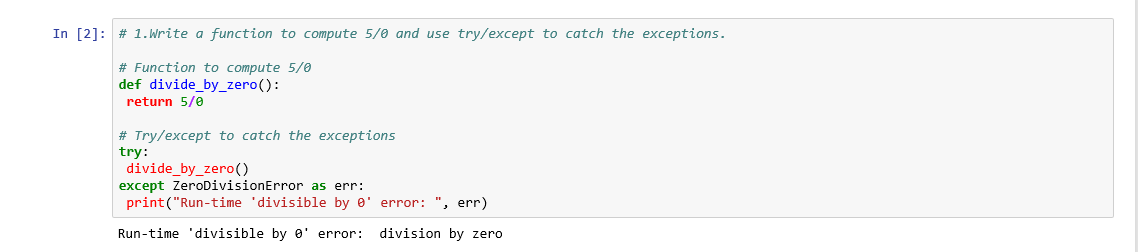 In [2]: # 1.Write a function to compute 5/0 and use try/except to catch the exceptions.
# Function to compute 5/0
def divide_by_zero():
 return 5/0
# Try/except to catch the exceptions
try:
 divide_by_zero()
except ZeroDivisionError as err:
 print("Run-time 'divisible by 0' error: ", err)
Run-time 'divisible by 0' error:  division by zero